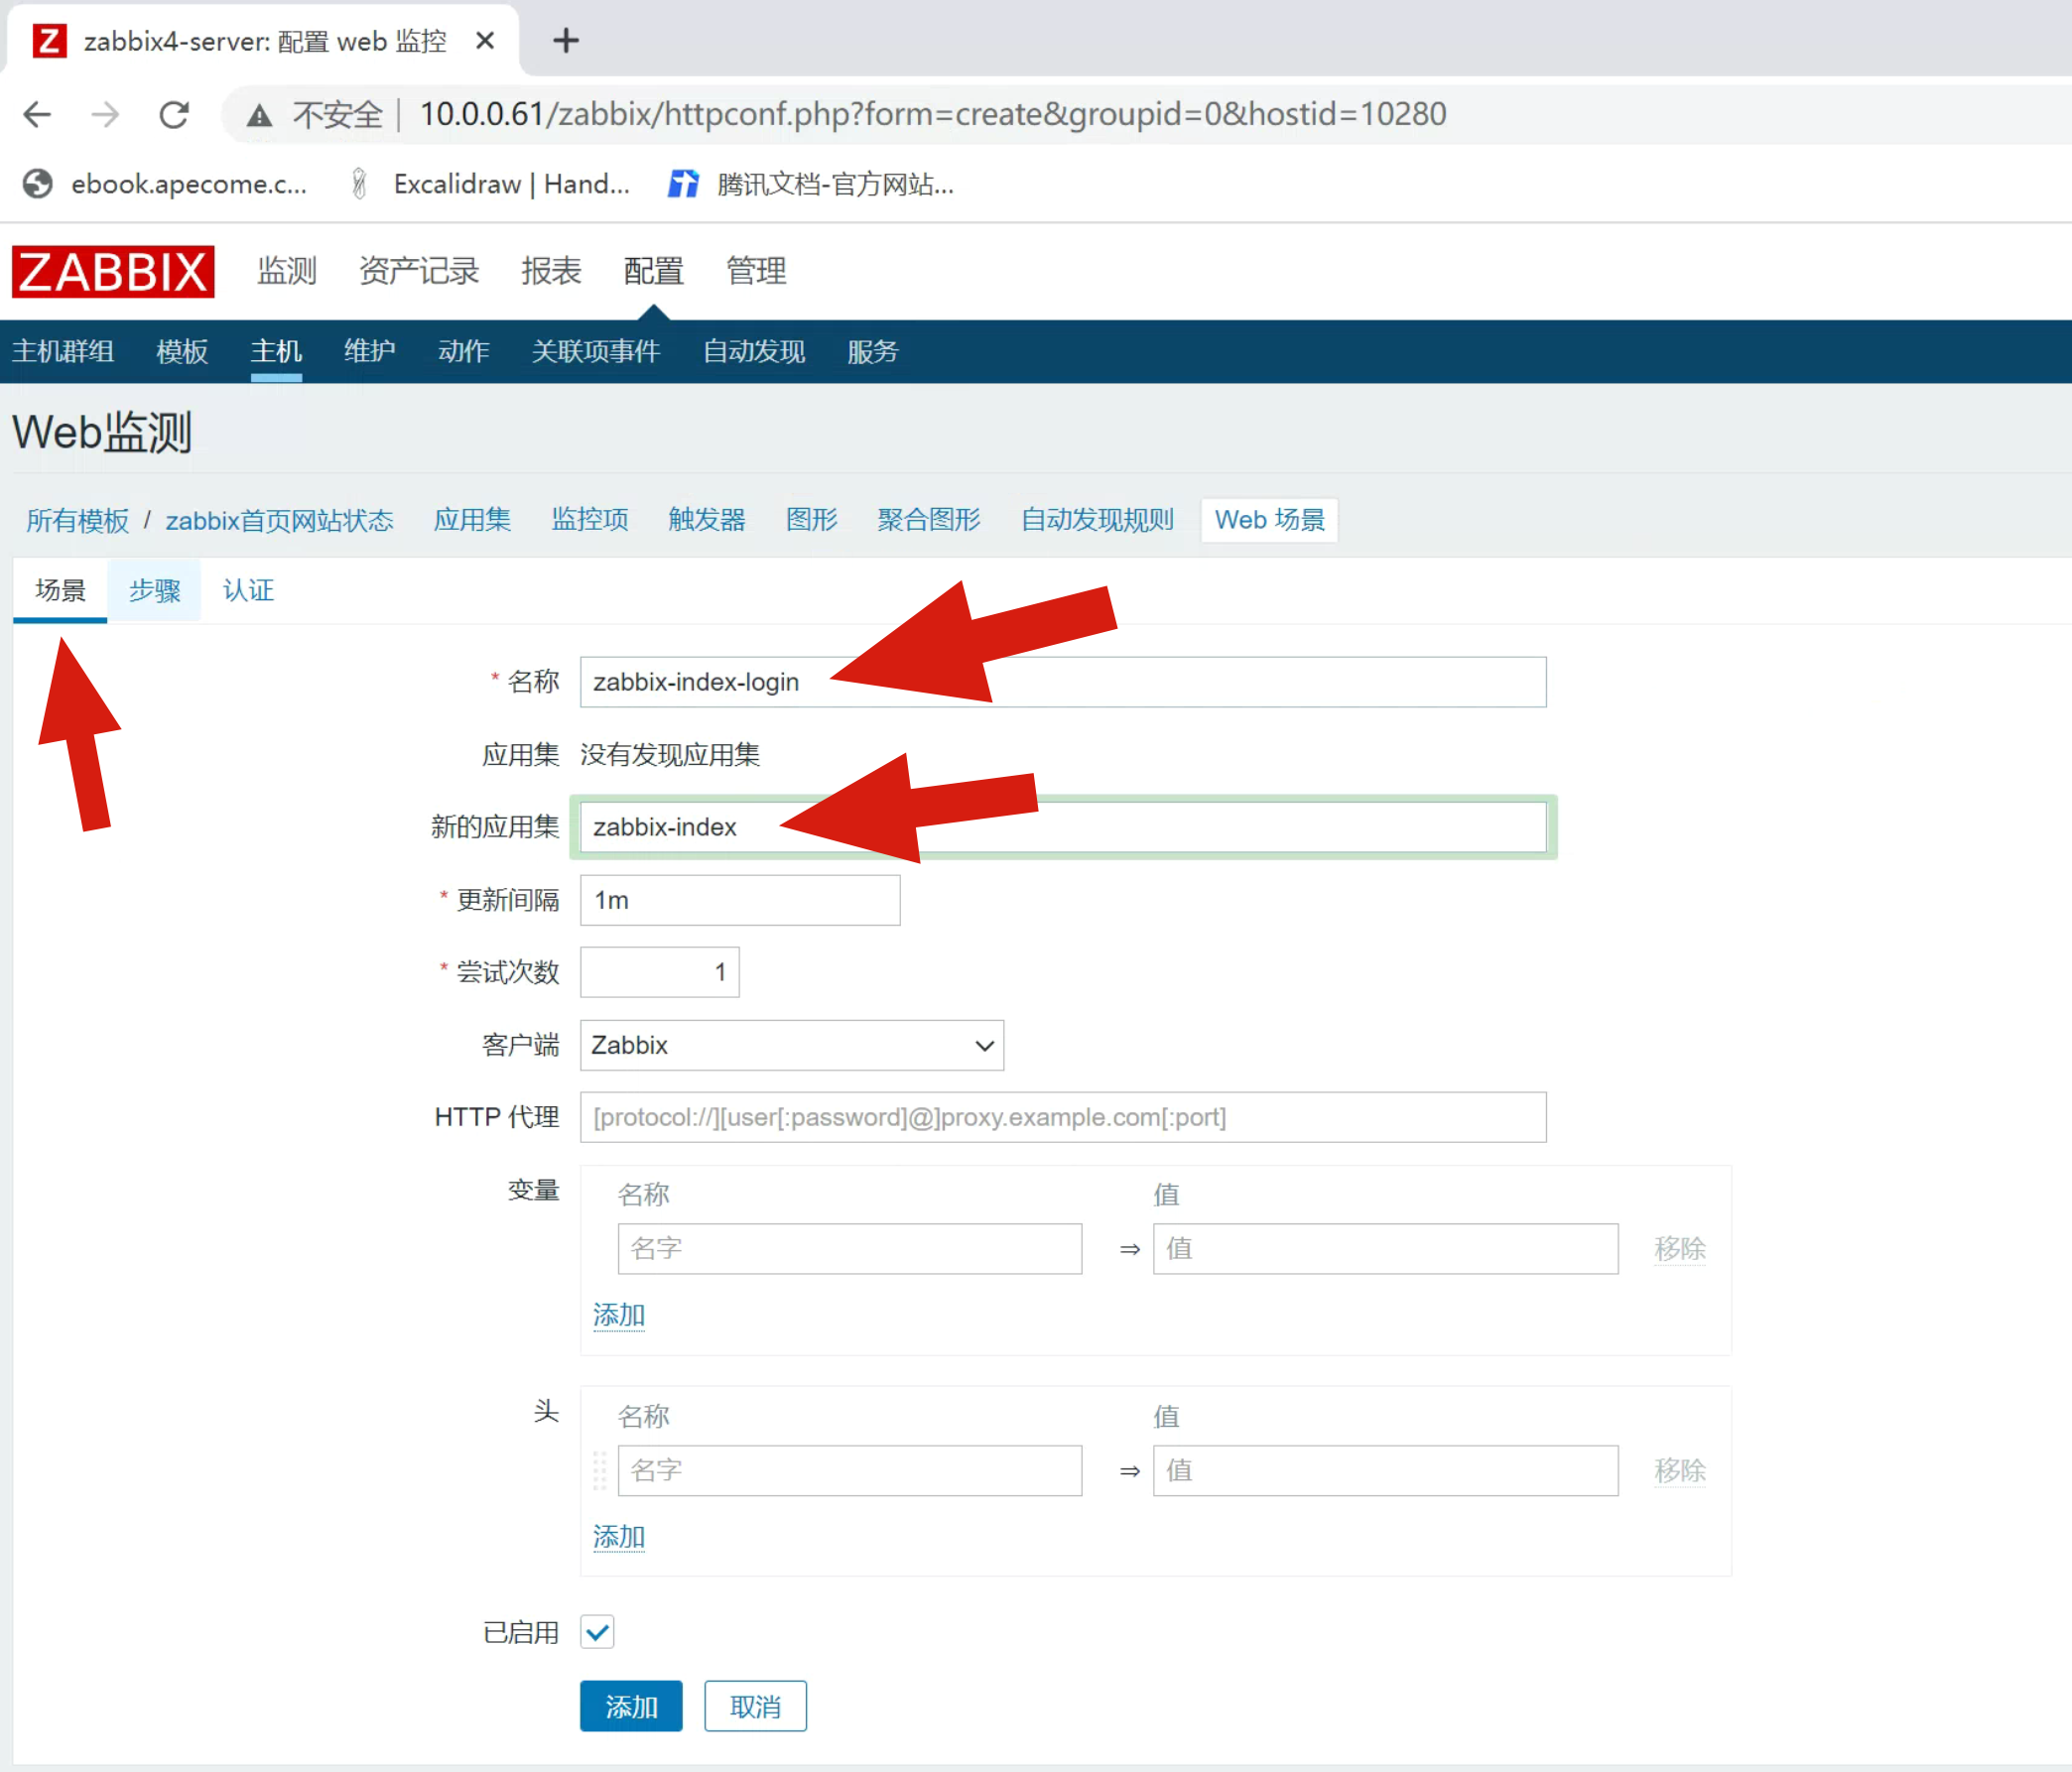 Z zabbix4-server: 配置 web 监控
不安全 10.0.0.61/zabbix/httpconf.php?form=create&groupid=0&hostid=10280
ebook.apecome.c... Excalidraw | Hand... 腾讯文档-官方网站...
ZABBIX 监测 资产记录 报表 配置 管理
主机群组 模板 主机 维护 动作 关联项事件 自动发现 服务
Web监测
所有模板 / zabbix首页网站状态 应用集 监控项 触发器 图形 聚合图形 自动发现规则 Web 场景
场景 步骤 认证
* 名称 zabbix-index-login
应用集 没有发现应用集
新的应用集 zabbix-index
* 更新间隔 1m
* 尝试次数 1
客户端 Zabbix
HTTP 代理 [protocol://][user[:password]@]proxy.example.com[:port]
变量 名称 值
名字 ⇒ 值 移除
添加
头 名称 值
名字 ⇒ 值 移除
添加
已启用
添加 取消